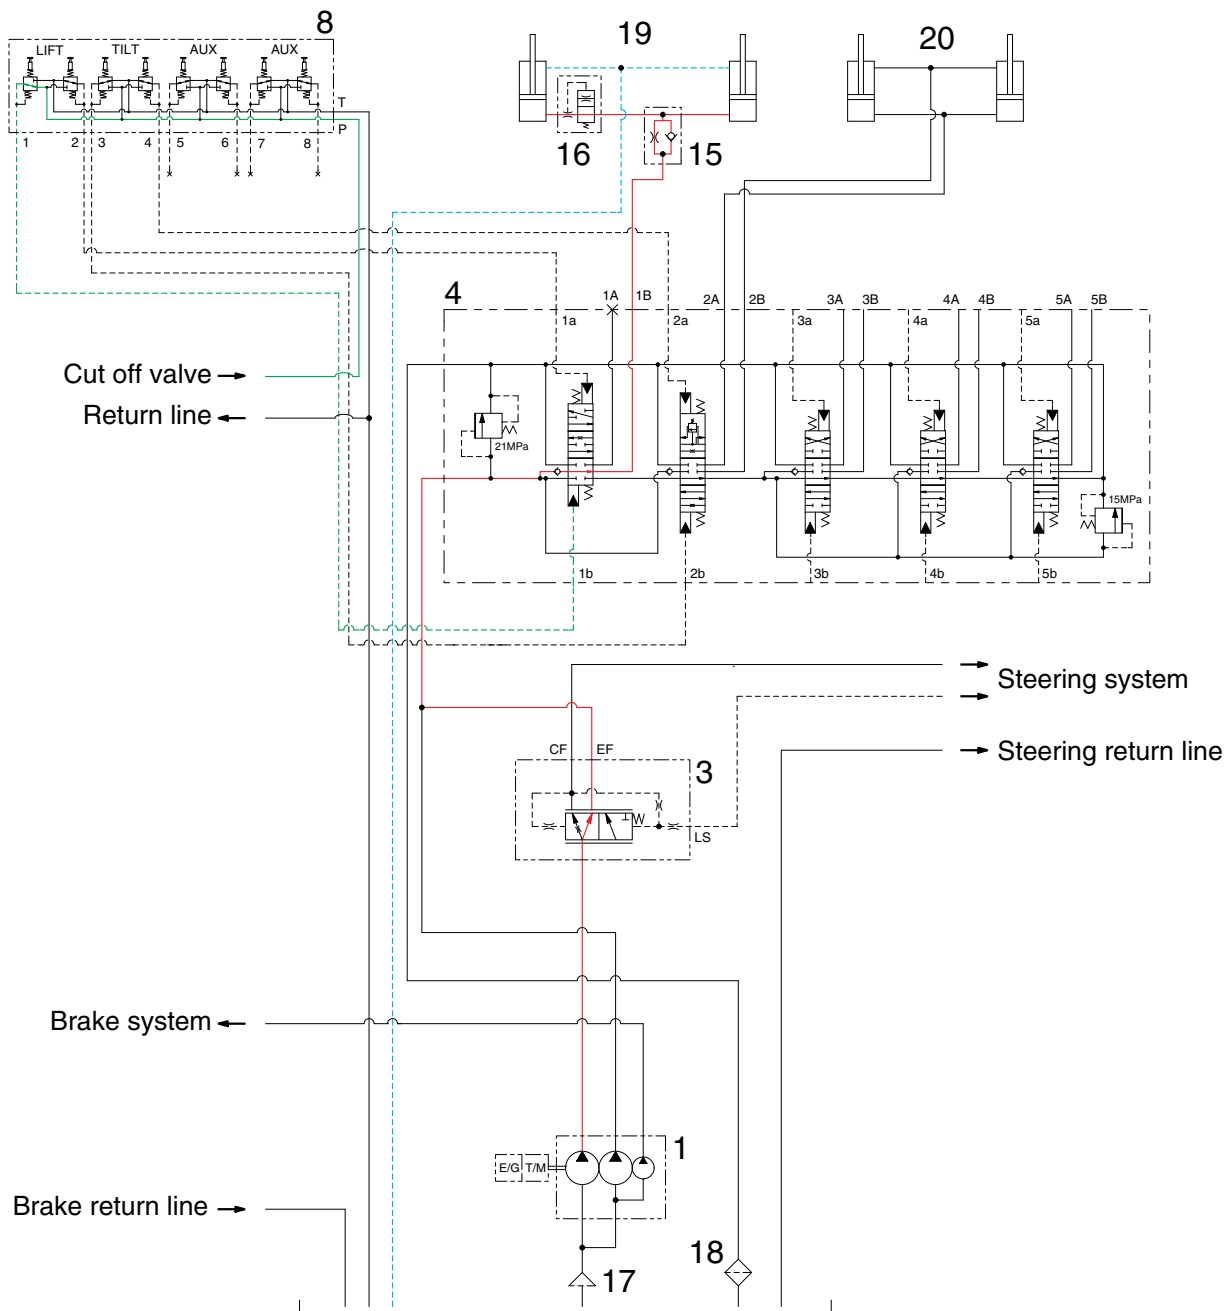 8
19
20
LIFT TILT AUX AUX
T
P
1 2 3 4 5 6 7 8
16
15
4
1A 1B 2A 2B 3A 3B 4A 4B 5A 5B
1a 2a 3a 4a 5a
Cut off valve
Return line
21MPa
15MPa
1b 2b 3b 4b 5b
Steering system
CF EF
Steering return line
3
LS
Brake system
1
E/G T/M
Brake return line
17
18